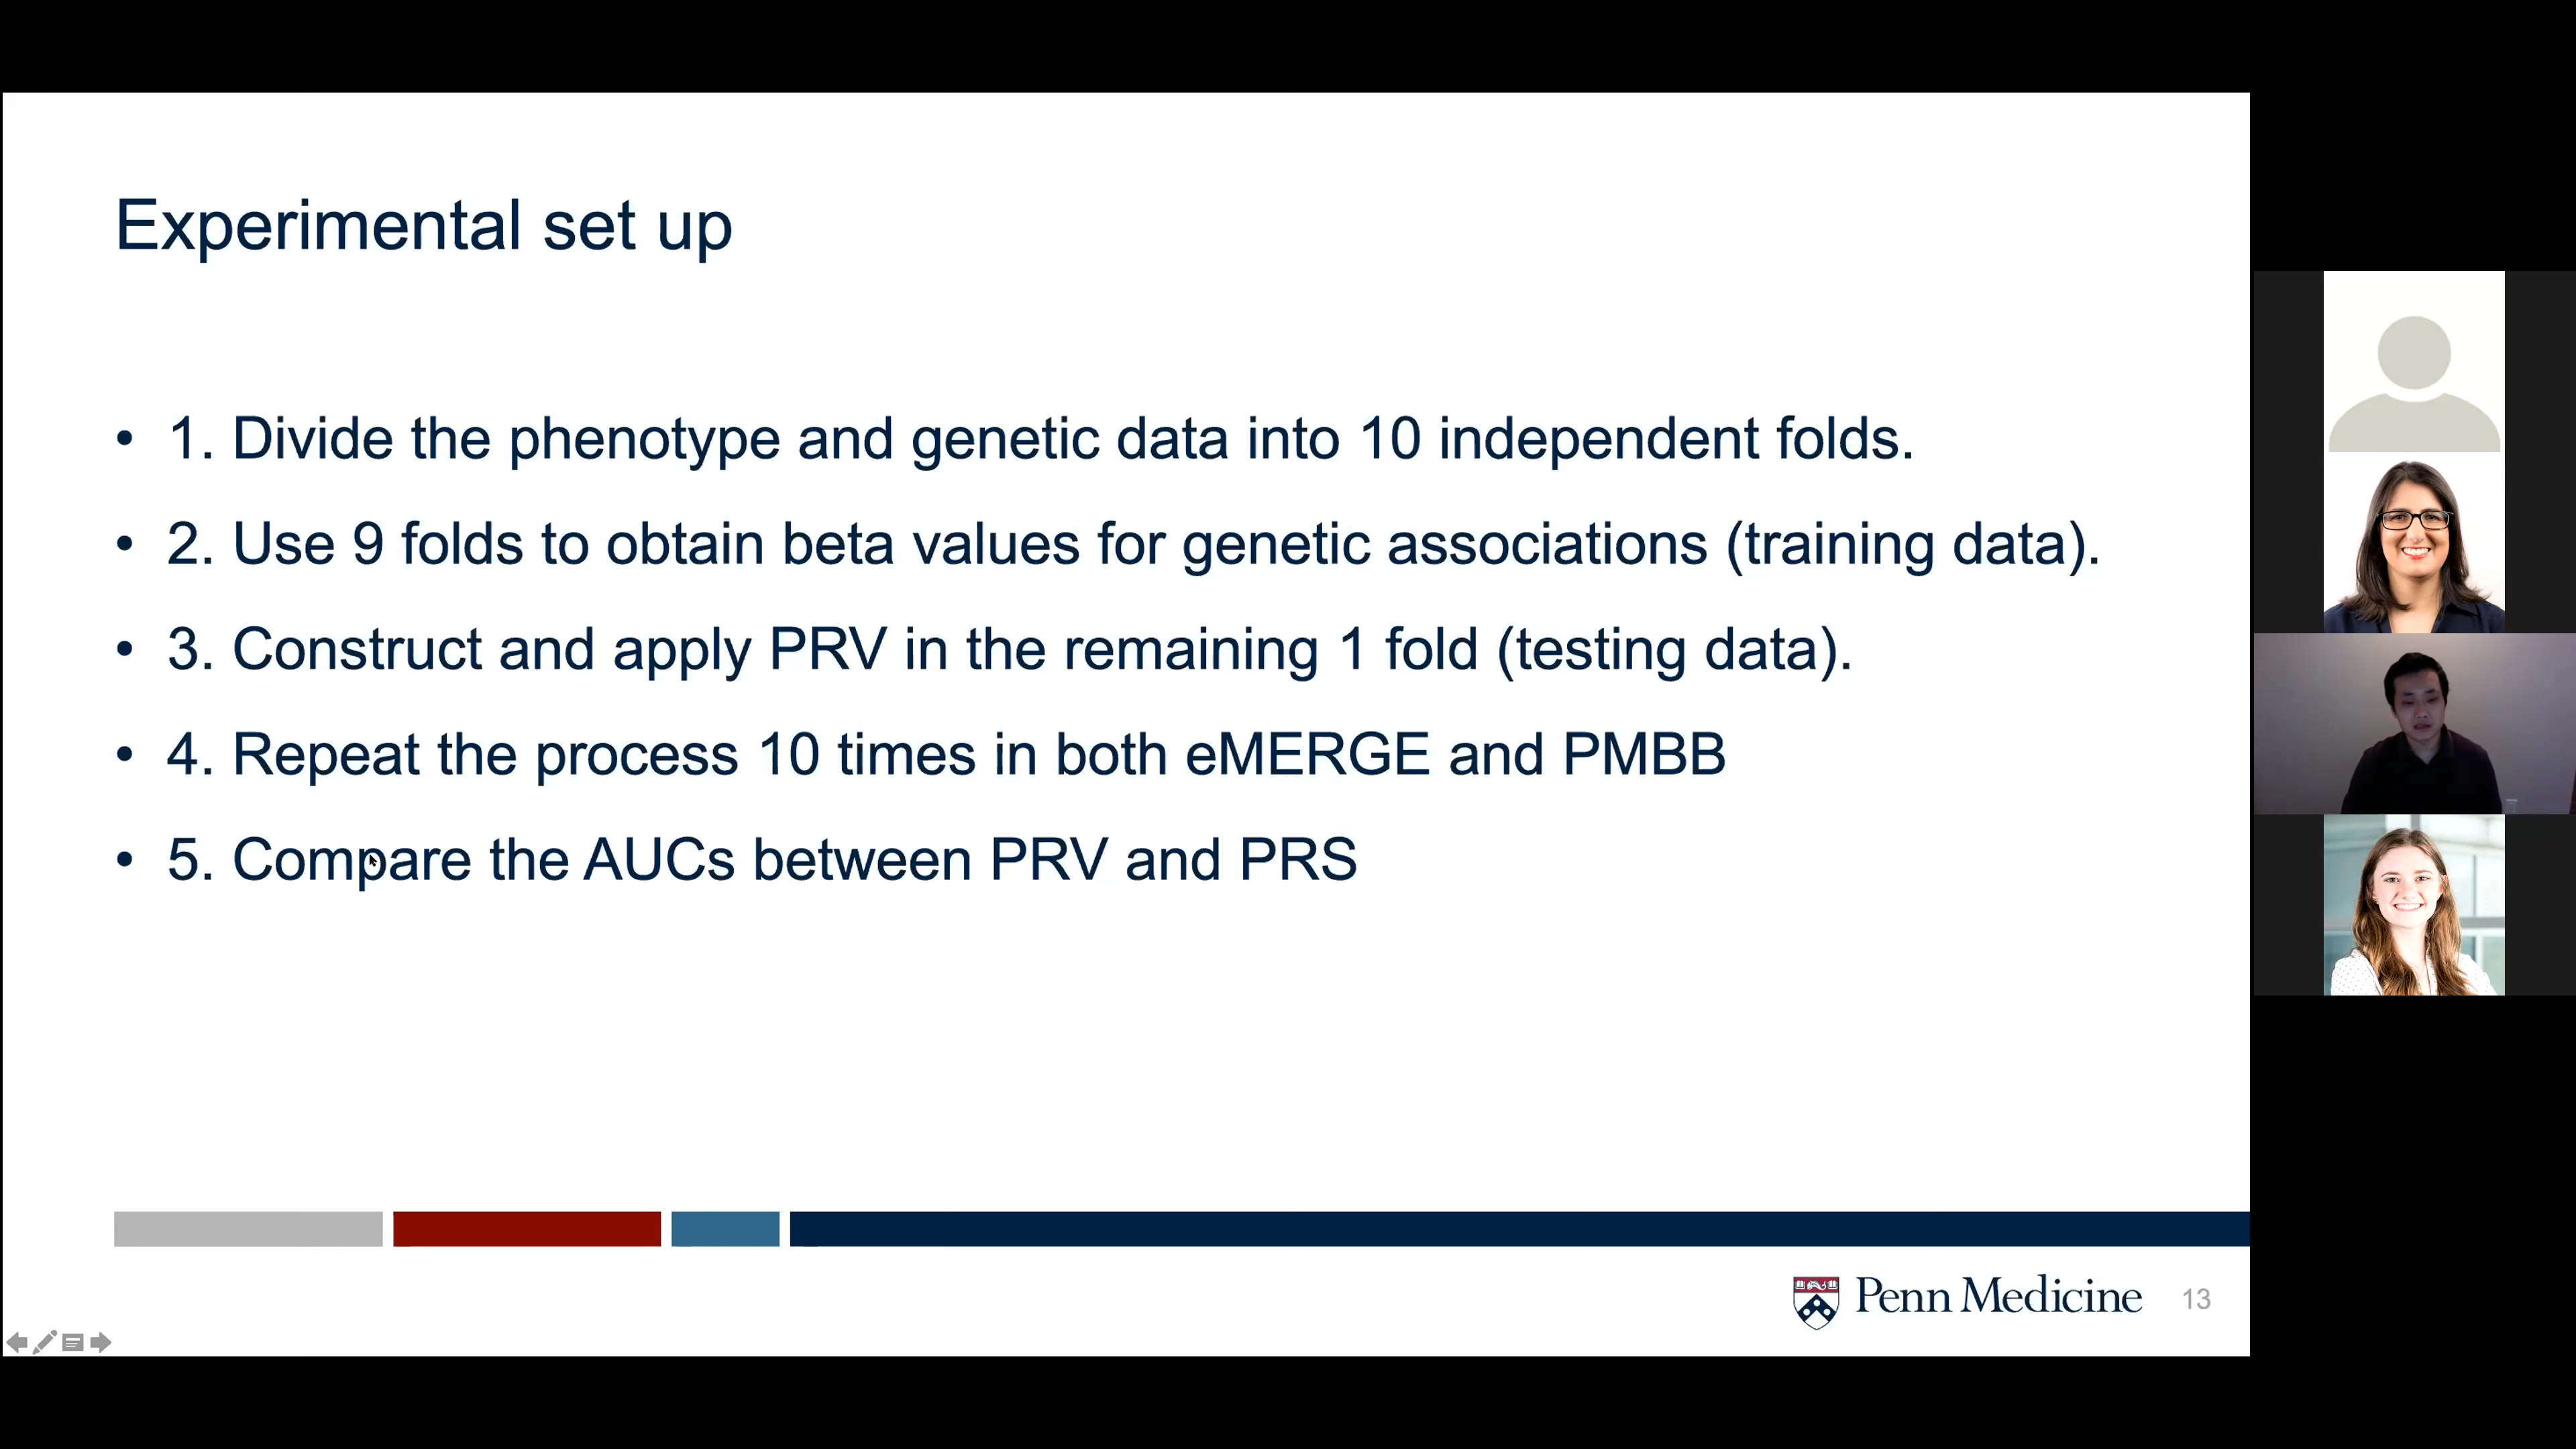 Experimental set up
• 1. Divide the phenotype and genetic data into 10 independent folds.
• 2. Use 9 folds to obtain beta values for genetic associations (training data).
• 3. Construct and apply PRV in the remaining 1 fold (testing data).
• 4. Repeat the process 10 times in both eMERGE and PMBB
• 5. Compare the AUCs between PRV and PRS
Penn Medicine 13